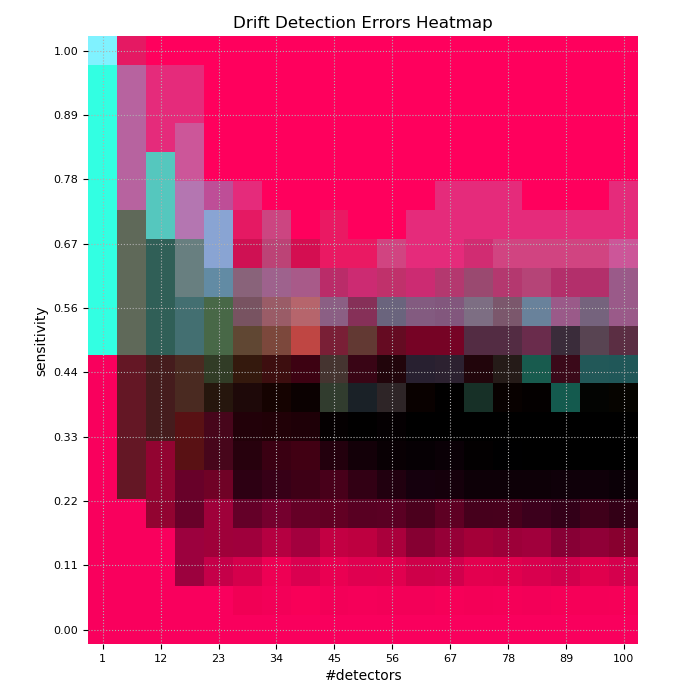 Drift Detection Errors Heatmap
1.00
0.89
0.78
0.67
0.56
0.44
0.33
0.22
0.11
0.00
sensitivity
1 12 23 34 45 56 67 78 89 100
#detectors